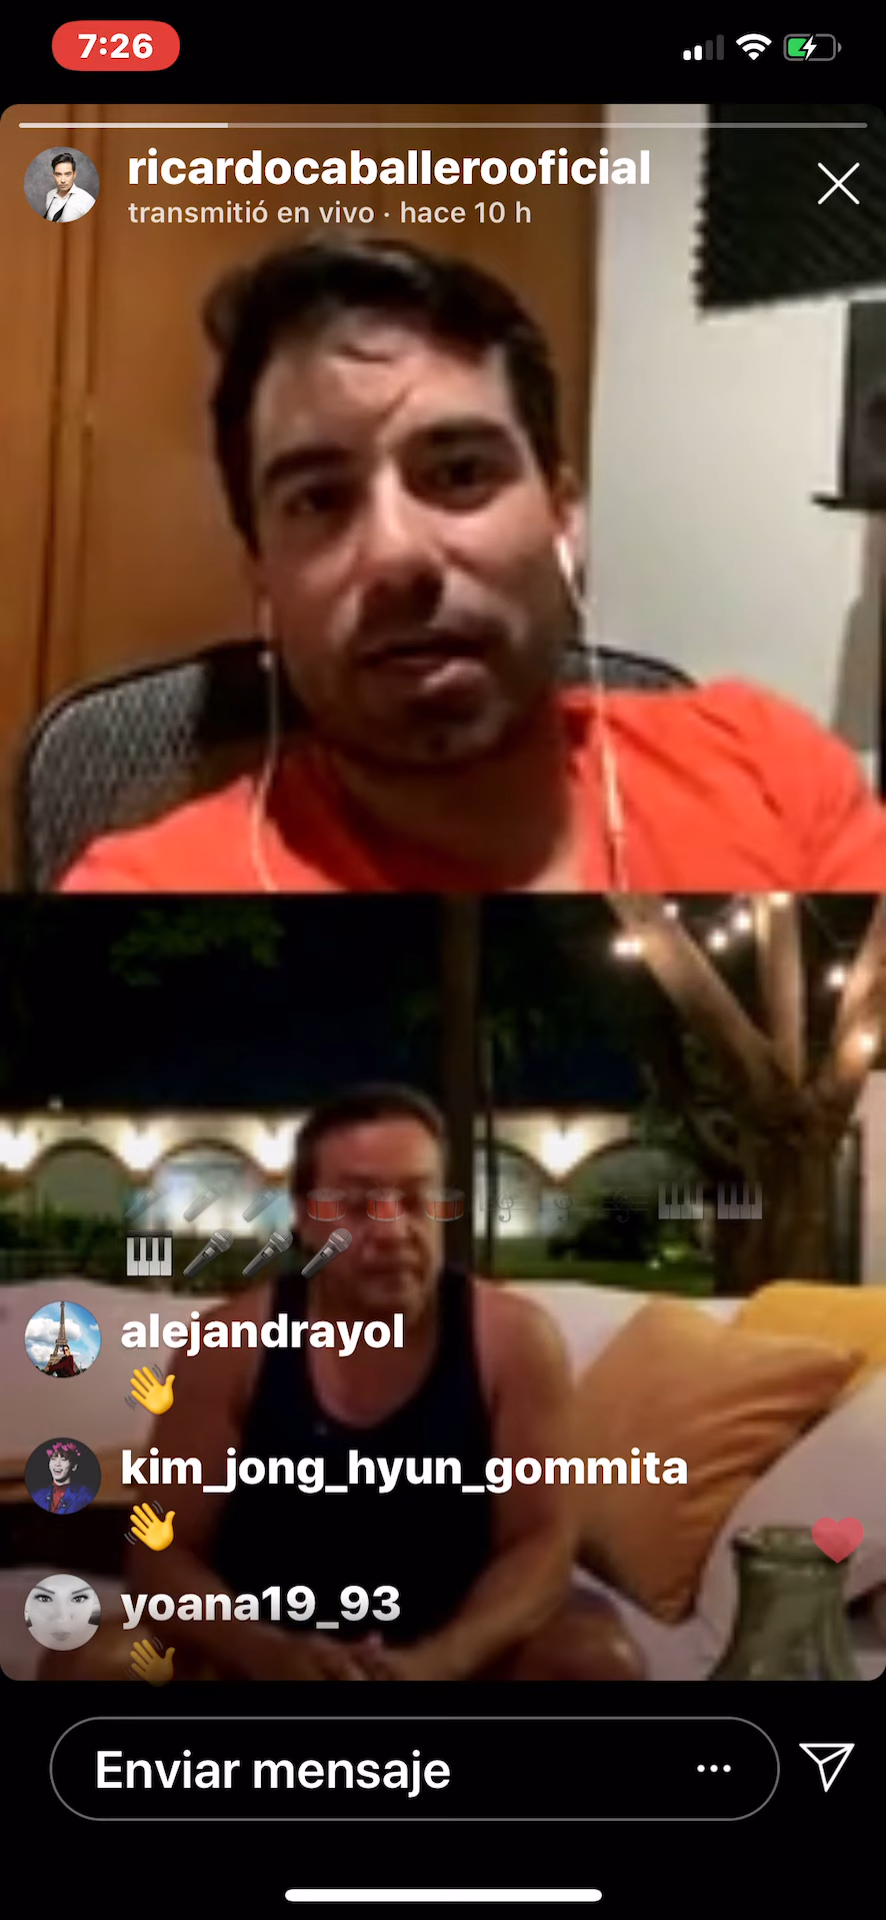 7:26
ricardocaballerooficial
transmitió en vivo · hace 10 h
alejandrayol
kim_jong_hyun_gommita
yoana19_93
Enviar mensaje